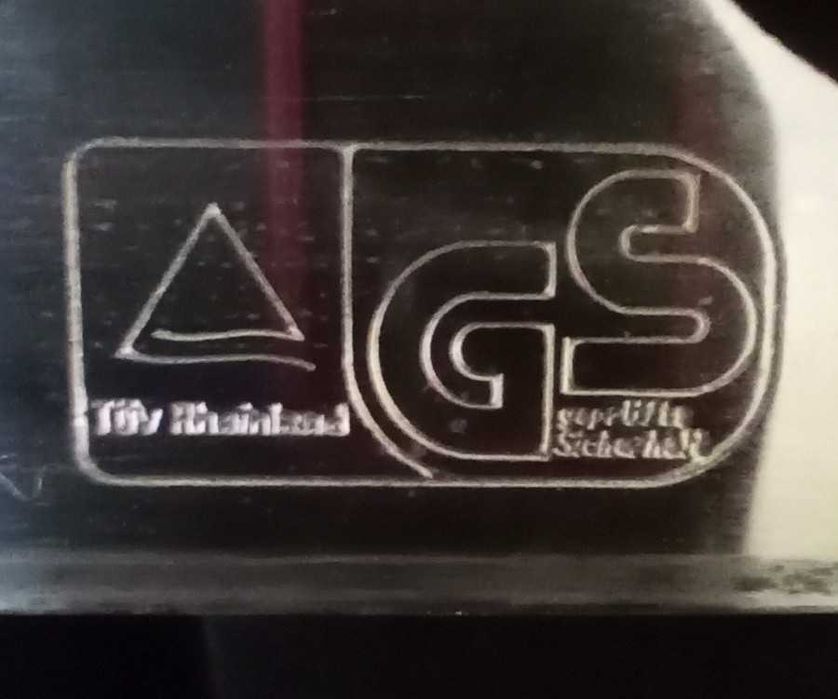 GS
TÜV Rheinland
geprüfte
Sicherheit